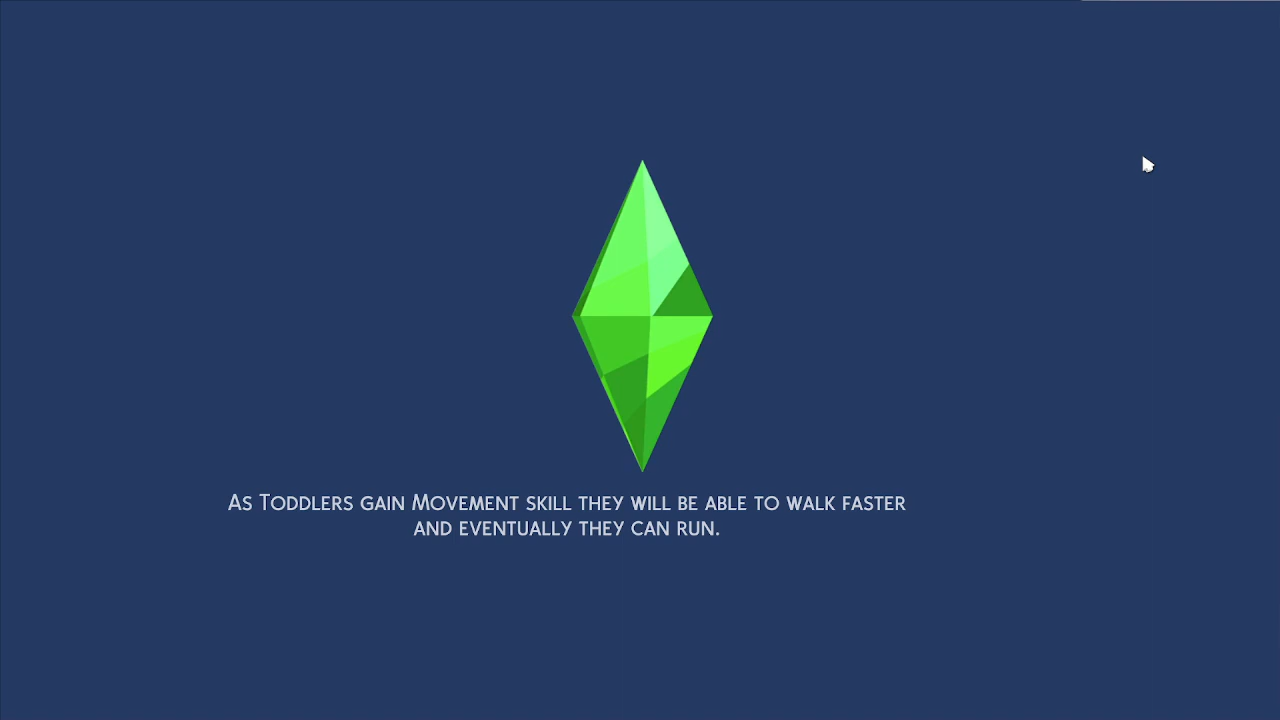 As Toddlers gain Movement skill they will be able to walk faster
and eventually they can run.